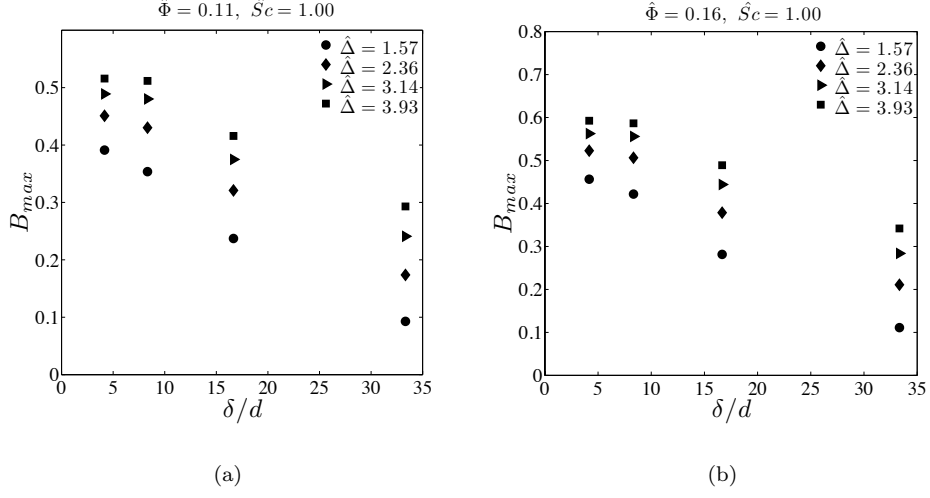 Φ̂ = 0.11, Ŝc = 1.00
Δ̂ = 1.57
Δ̂ = 2.36
Δ̂ = 3.14
Δ̂ = 3.93
0.5
0.4
0.3
0.2
0.1
0
0 5 10 15 20 25 30 35
B_max
δ/d
(a)
Φ̂ = 0.16, Ŝc = 1.00
Δ̂ = 1.57
Δ̂ = 2.36
Δ̂ = 3.14
Δ̂ = 3.93
0.8
0.7
0.6
0.5
0.4
0.3
0.2
0.1
0
0 5 10 15 20 25 30 35
B_max
δ/d
(b)